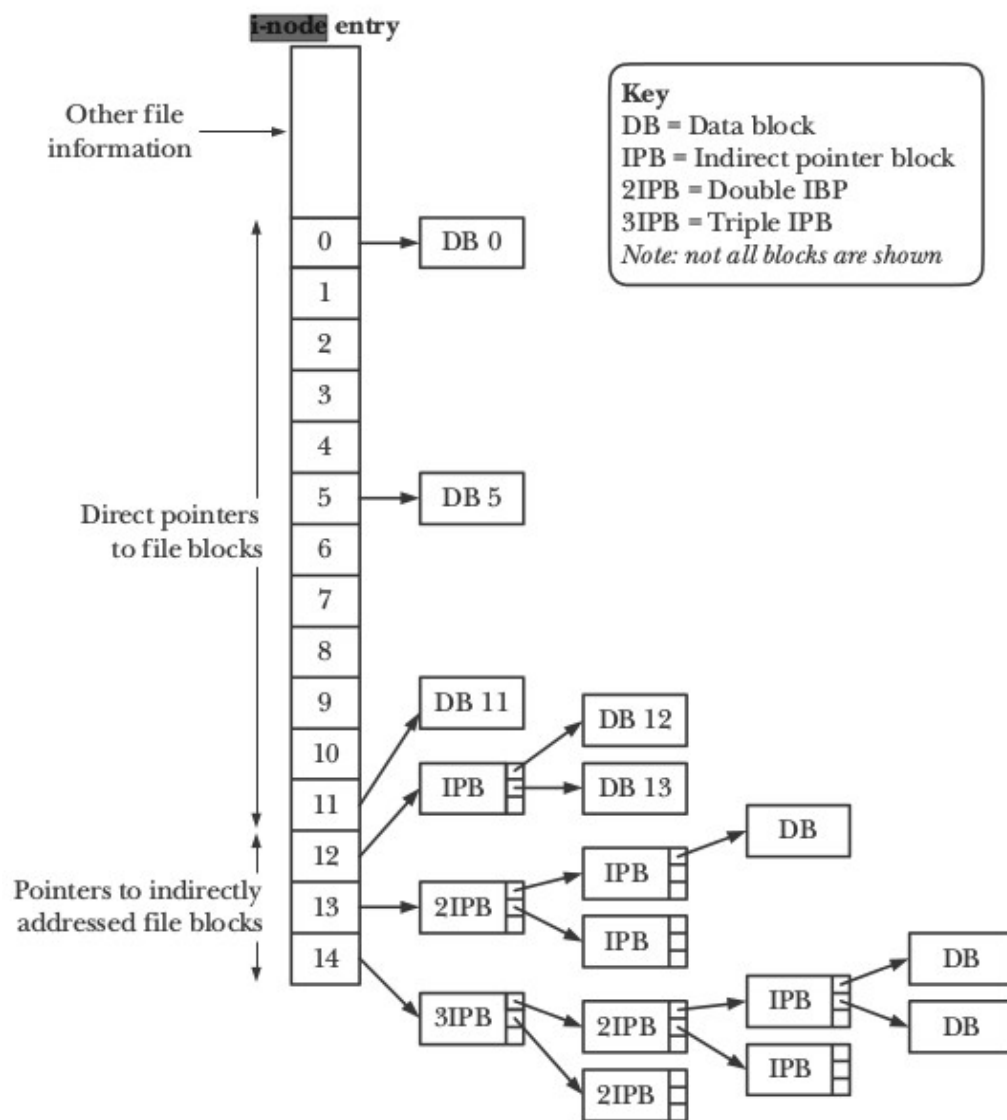 i-node entry
Other file
information
Key
DB = Data block
IPB = Indirect pointer block
2IPB = Double IBP
3IPB = Triple IPB
Note: not all blocks are shown
0
DB 0
1
2
3
4
5
DB 5
Direct pointers
to file blocks
6
7
8
9
DB 11
DB 12
10
IPB
DB 13
11
DB
12
IPB
Pointers to indirectly
addressed file blocks
13
2IPB
IPB
14
DB
IPB
3IPB
2IPB
DB
IPB
2IPB